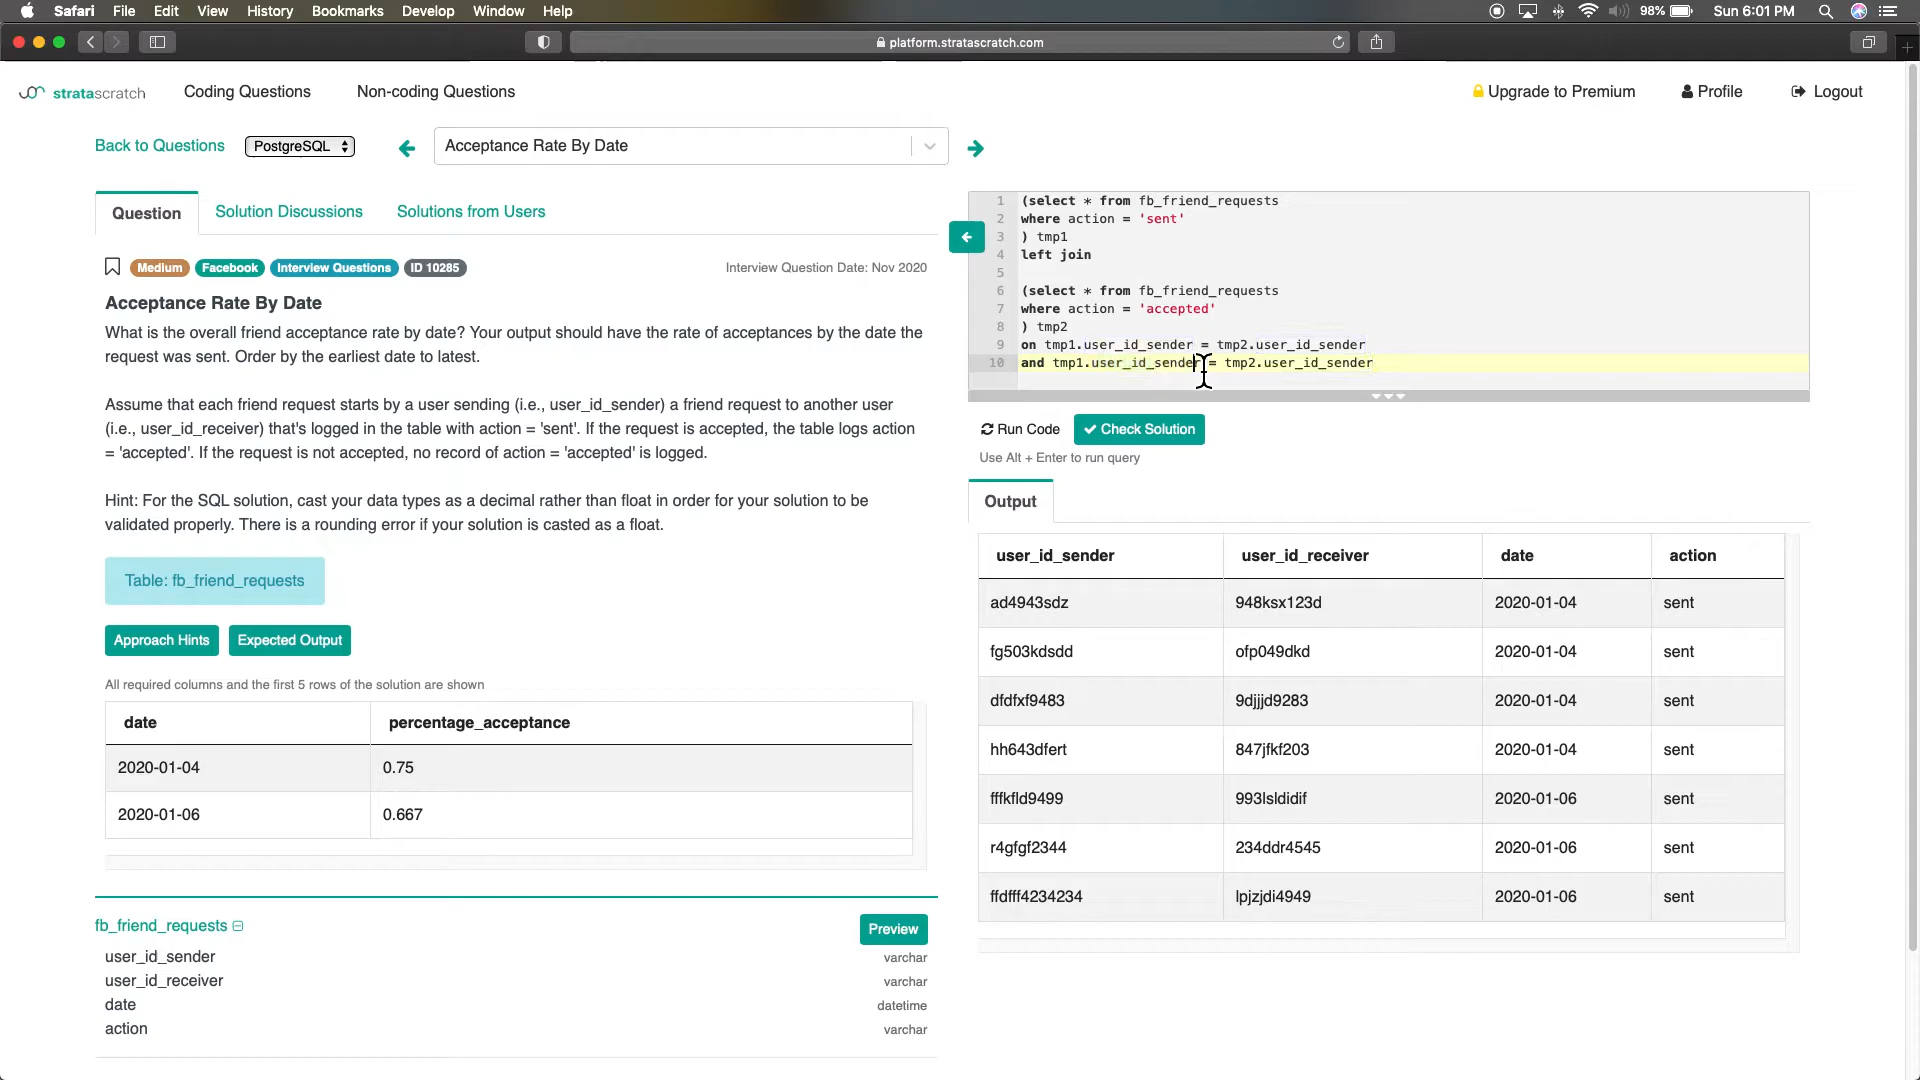 Safari File Edit View History Bookmarks Develop Window Help 98% Sun 6:01 PM
platform.stratascratch.com
stratascratch Coding Questions Non-coding Questions Upgrade to Premium Profile Logout
Back to Questions PostgreSQL Acceptance Rate By Date
Question Solution Discussions Solutions from Users
Medium Facebook Interview Questions ID 10285 Interview Question Date: Nov 2020
Acceptance Rate By Date
What is the overall friend acceptance rate by date? Your output should have the rate of acceptances by the date the
request was sent. Order by the earliest date to latest.
Assume that each friend request starts by a user sending (i.e., user_id_sender) a friend request to another user
(i.e., user_id_receiver) that's logged in the table with action = 'sent'. If the request is accepted, the table logs action
= 'accepted'. If the request is not accepted, no record of action = 'accepted' is logged.
Hint: For the SQL solution, cast your data types as a decimal rather than float in order for your solution to be
validated properly. There is a rounding error if your solution is casted as a float.
Table: fb_friend_requests
Approach Hints Expected Output
All required columns and the first 5 rows of the solution are shown
date percentage_acceptance
2020-01-04 0.75
2020-01-06 0.667
fb_friend_requests Preview
user_id_sender varchar
user_id_receiver varchar
date datetime
action varchar
1 (select * from fb_friend_requests
2 where action = 'sent'
3 ) tmp1
4 left join
5
6 (select * from fb_friend_requests
7 where action = 'accepted'
8 ) tmp2
9 on tmp1.user_id_sender = tmp2.user_id_sender
10 and tmp1.user_id_sender = tmp2.user_id_sender
Run Code Check Solution
Use Alt + Enter to run query
Output
user_id_sender user_id_receiver date action
ad4943sdz 948ksx123d 2020-01-04 sent
fg503kdsdd ofp049dkd 2020-01-04 sent
dfdfxf9483 9djjjd9283 2020-01-04 sent
hh643dfert 847jfkf203 2020-01-04 sent
fffkfld9499 993lsldidif 2020-01-06 sent
r4gfgf2344 234ddr4545 2020-01-06 sent
ffdfff4234234 lpjzjdi4949 2020-01-06 sent